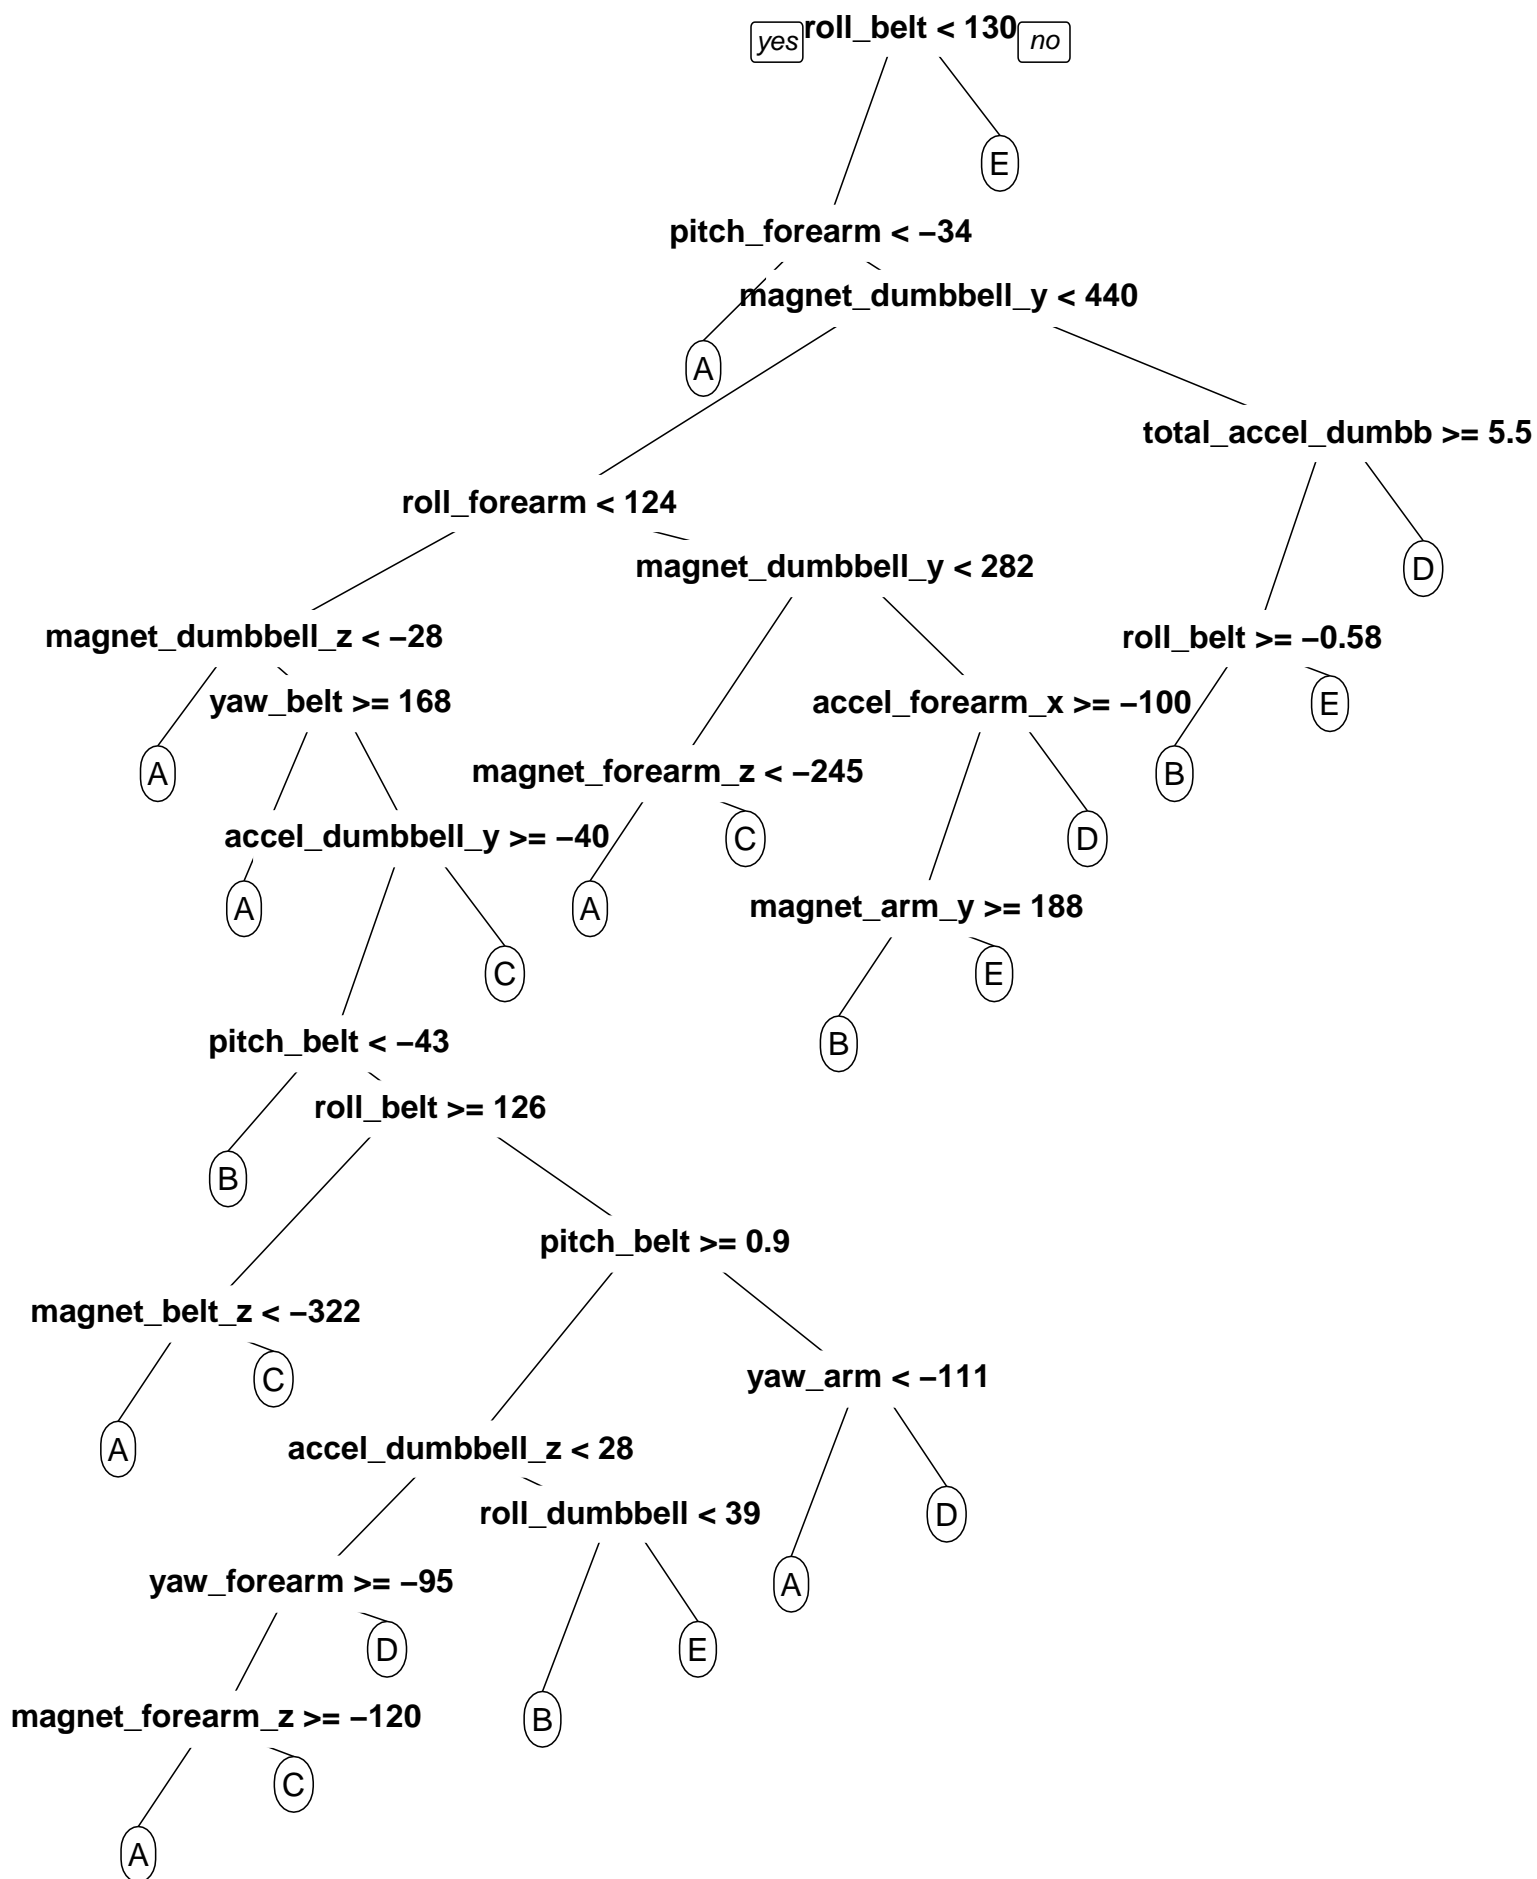 yes roll_belt < 130 no
E
pitch_forearm < −34
magnet_dumbbell_y < 440
A
total_accel_dumbb >= 5.5
roll_forearm < 124
magnet_dumbbell_y < 282
D
magnet_dumbbell_z < −28
roll_belt >= −0.58
yaw_belt >= 168
accel_forearm_x >= −100
E
A
magnet_forearm_z < −245
B
accel_dumbbell_y >= −40
C
D
A
A
magnet_arm_y >= 188
C
E
pitch_belt < −43
B
roll_belt >= 126
B
pitch_belt >= 0.9
magnet_belt_z < −322
C
yaw_arm < −111
A
accel_dumbbell_z < 28
roll_dumbbell < 39
D
yaw_forearm >= −95
A
D
E
magnet_forearm_z >= −120
B
C
A